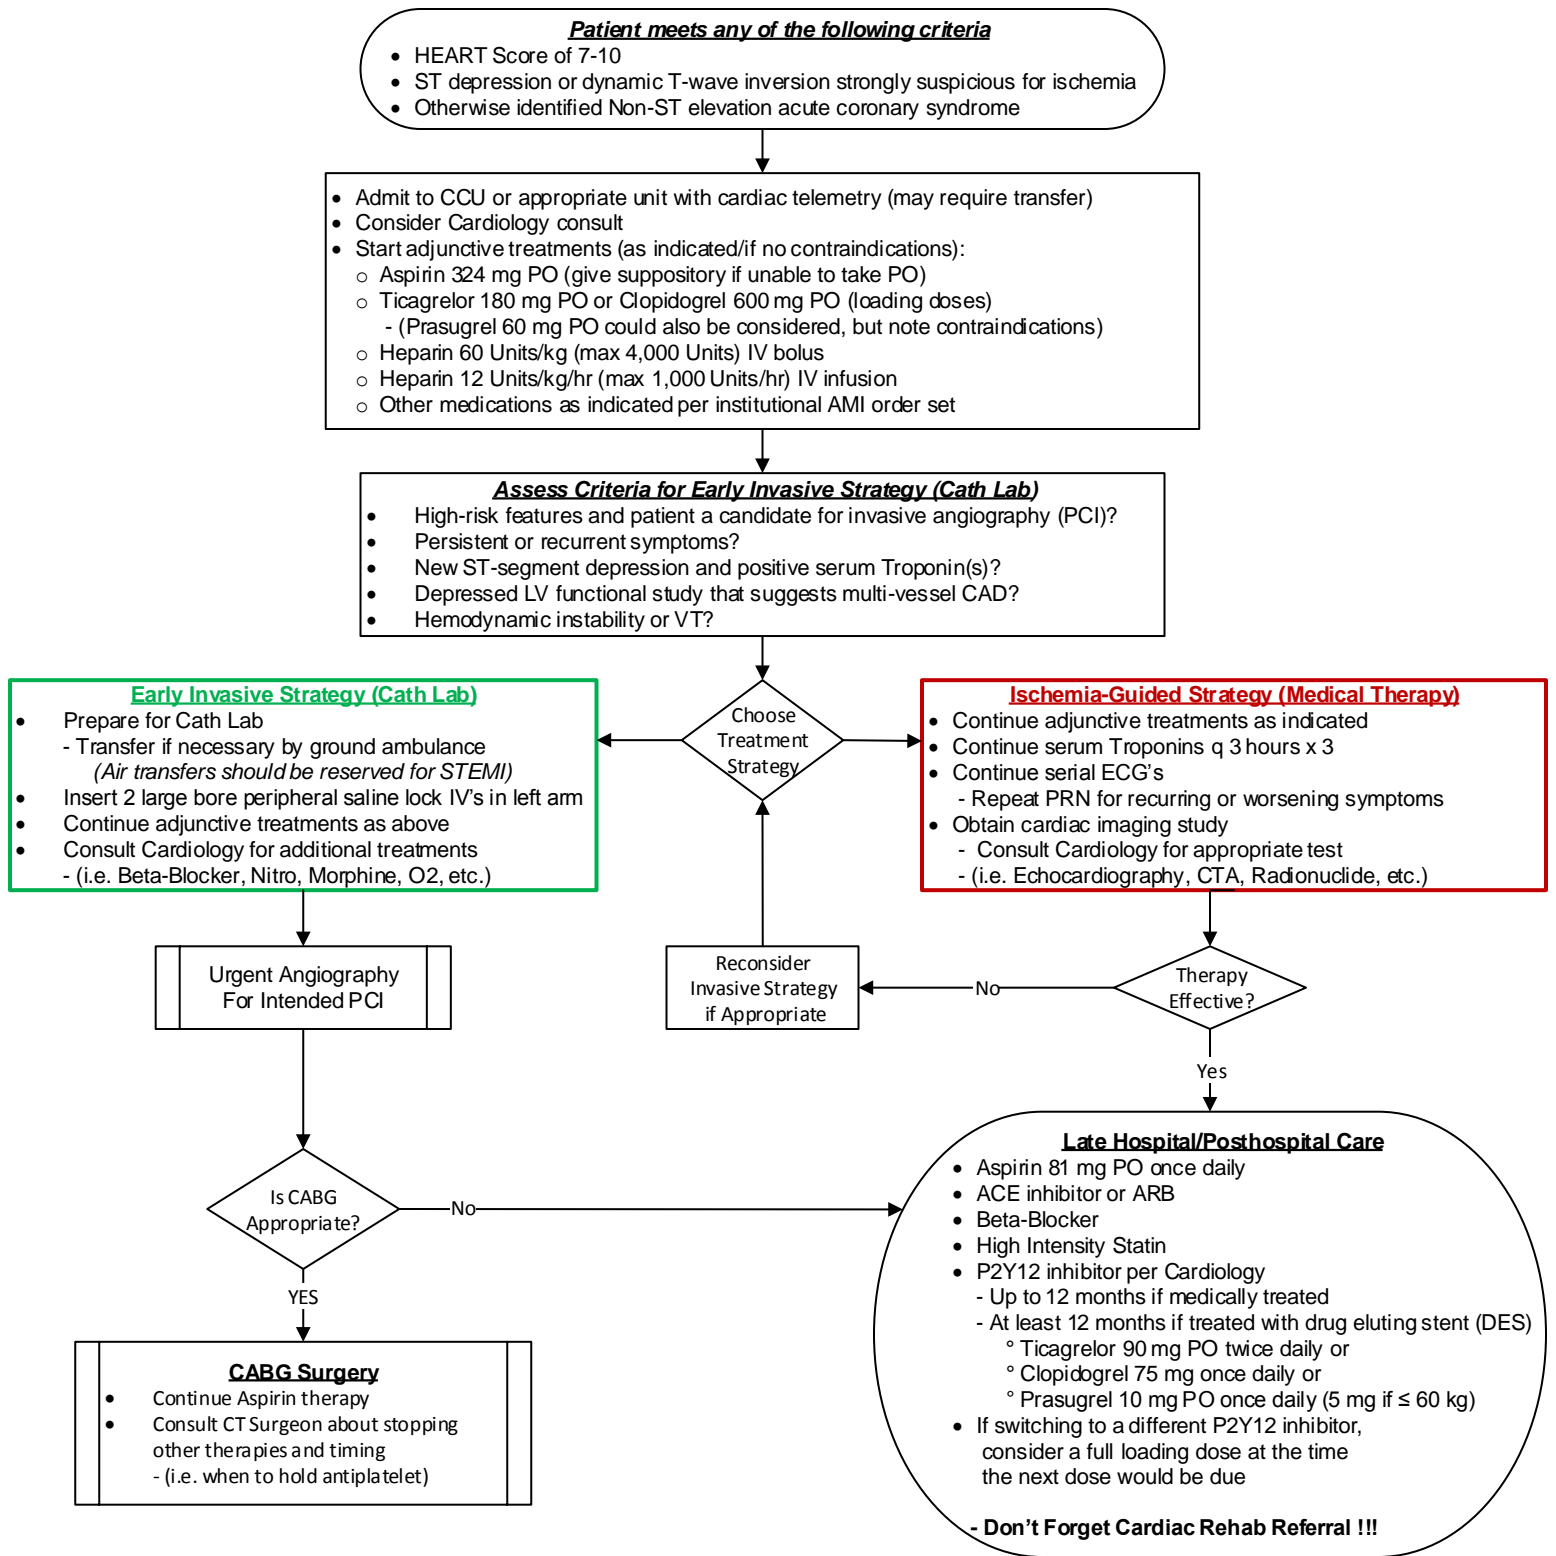 Patient meets any of the following criteria
• HEART Score of 7-10
• ST depression or dynamic T-wave inversion strongly suspicious for ischemia
• Otherwise identified Non-ST elevation acute coronary syndrome
• Admit to CCU or appropriate unit with cardiac telemetry (may require transfer)
• Consider Cardiology consult
• Start adjunctive treatments (as indicated/if no contraindications):
○ Aspirin 324 mg PO (give suppository if unable to take PO)
○ Ticagrelor 180 mg PO or Clopidogrel 600 mg PO (loading doses)
- (Prasugrel 60 mg PO could also be considered, but note contraindications)
○ Heparin 60 Units/kg (max 4,000 Units) IV bolus
○ Heparin 12 Units/kg/hr (max 1,000 Units/hr) IV infusion
○ Other medications as indicated per institutional AMI order set
Assess Criteria for Early Invasive Strategy (Cath Lab)
• High-risk features and patient a candidate for invasive angiography (PCI)?
• Persistent or recurrent symptoms?
• New ST-segment depression and positive serum Troponin(s)?
• Depressed LV functional study that suggests multi-vessel CAD?
• Hemodynamic instability or VT?
Early Invasive Strategy (Cath Lab)
• Prepare for Cath Lab
- Transfer if necessary by ground ambulance
(Air transfers should be reserved for STEMI)
• Insert 2 large bore peripheral saline lock IV's in left arm
• Continue adjunctive treatments as above
• Consult Cardiology for additional treatments
- (i.e. Beta-Blocker, Nitro, Morphine, O2, etc.)
Choose
Treatment
Strategy
Ischemia-Guided Strategy (Medical Therapy)
• Continue adjunctive treatments as indicated
• Continue serum Troponins q 3 hours x 3
• Continue serial ECG's
- Repeat PRN for recurring or worsening symptoms
• Obtain cardiac imaging study
- Consult Cardiology for appropriate test
- (i.e. Echocardiography, CTA, Radionuclide, etc.)
Urgent Angiography
For Intended PCI
Reconsider
Invasive Strategy
if Appropriate
No
Therapy
Effective?
Yes
Is CABG
Appropriate?
No
YES
CABG Surgery
• Continue Aspirin therapy
• Consult CT Surgeon about stopping
other therapies and timing
- (i.e. when to hold antiplatelet)
Late Hospital/Posthospital Care
• Aspirin 81 mg PO once daily
• ACE inhibitor or ARB
• Beta-Blocker
• High Intensity Statin
• P2Y12 inhibitor per Cardiology
- Up to 12 months if medically treated
- At least 12 months if treated with drug eluting stent (DES)
° Ticagrelor 90 mg PO twice daily or
° Clopidogrel 75 mg once daily or
° Prasugrel 10 mg PO once daily (5 mg if ≤ 60 kg)
• If switching to a different P2Y12 inhibitor,
consider a full loading dose at the time
the next dose would be due
- Don't Forget Cardiac Rehab Referral !!!